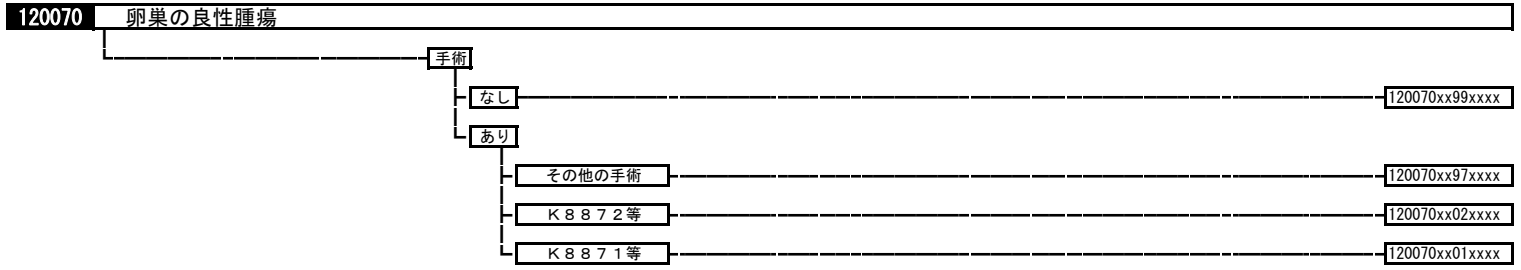 120070 卵巣の良性腫瘍
手術
なし 120070xx99xxxx
あり
その他の手術 120070xx97xxxx
K8872等 120070xx02xxxx
K8871等 120070xx01xxxx